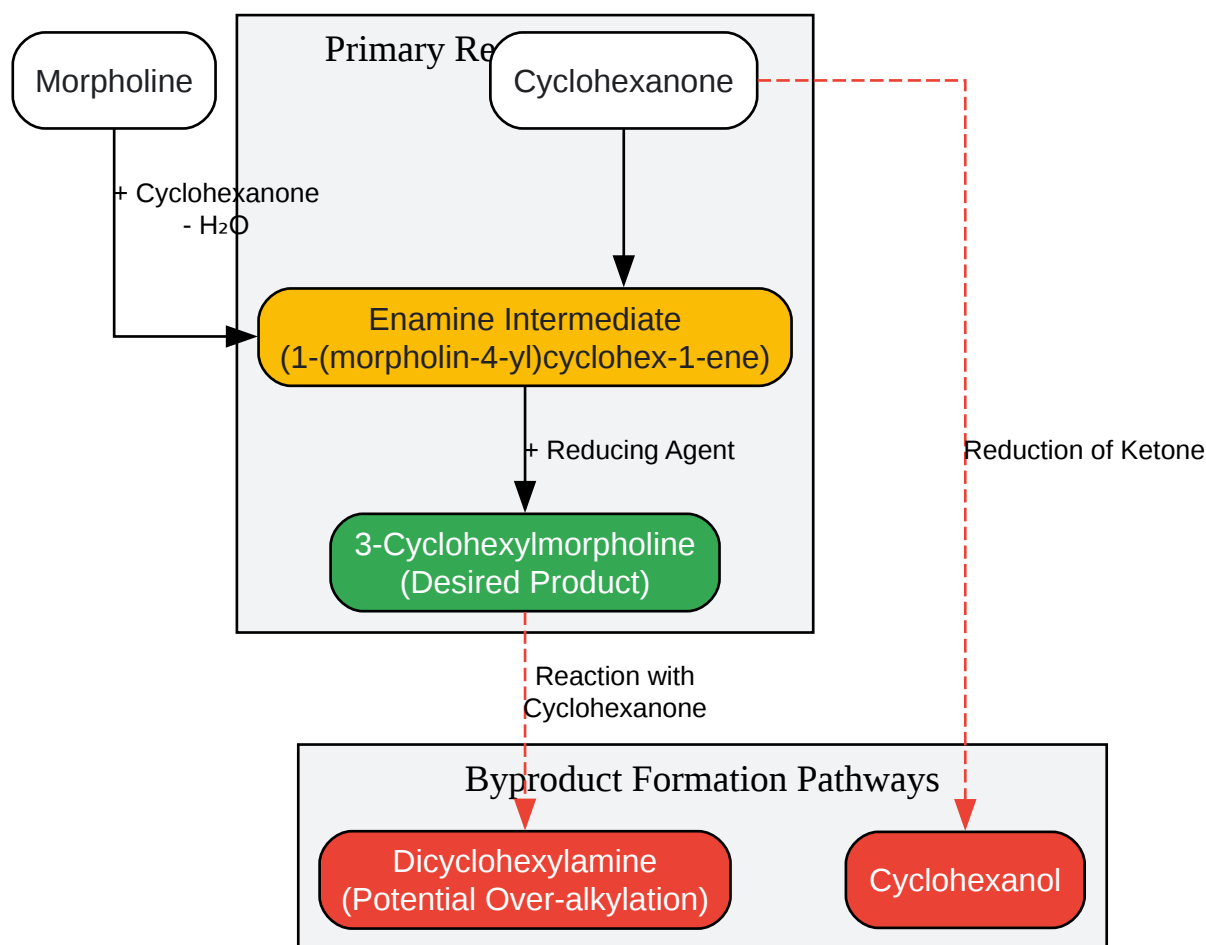 Primary Re
Morpholine
Cyclohexanone
+ Cyclohexanone
- H₂O
Enamine Intermediate
(1-(morpholin-4-yl)cyclohex-1-ene)
+ Reducing Agent
Reduction of Ketone
3-Cyclohexylmorpholine
(Desired Product)
Reaction with
Cyclohexanone
Byproduct Formation Pathways
Dicyclohexylamine
(Potential Over-alkylation)
Cyclohexanol